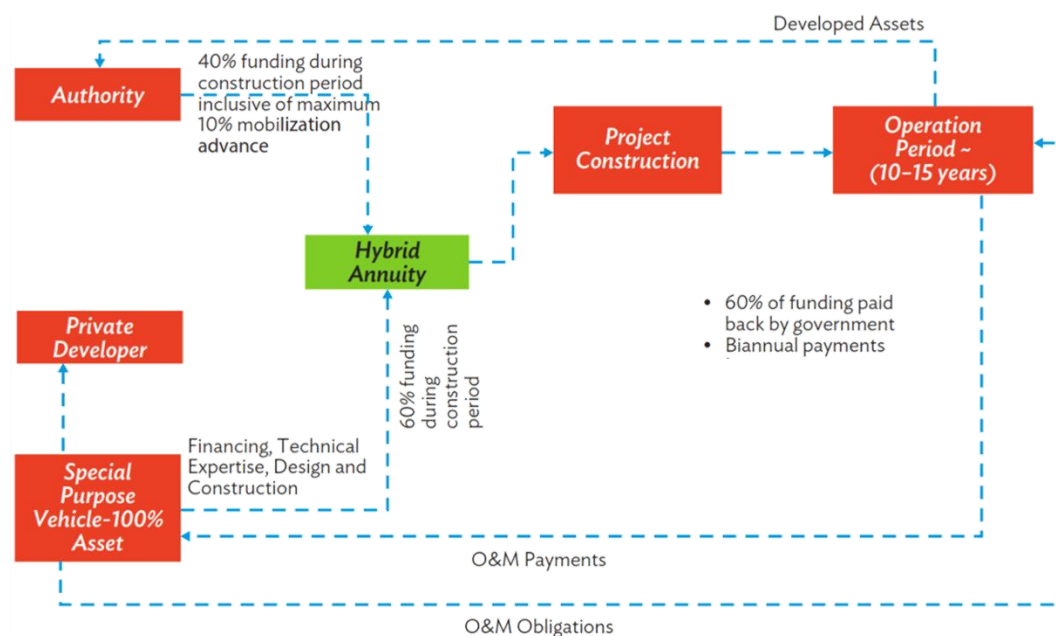 Developed Assets
Authority
40% funding during
construction period
inclusive of maximum
10% mobilization
advance
Project
Construction
Operation
Period ~
(10–15 years)
Hybrid
Annuity
• 60% of funding paid
back by government
• Biannual payments
Private
Developer
60% funding
during
construction
period
Financing, Technical
Expertise, Design and
Construction
Special
Purpose
Vehicle-100%
Asset
O&M Payments
O&M Obligations